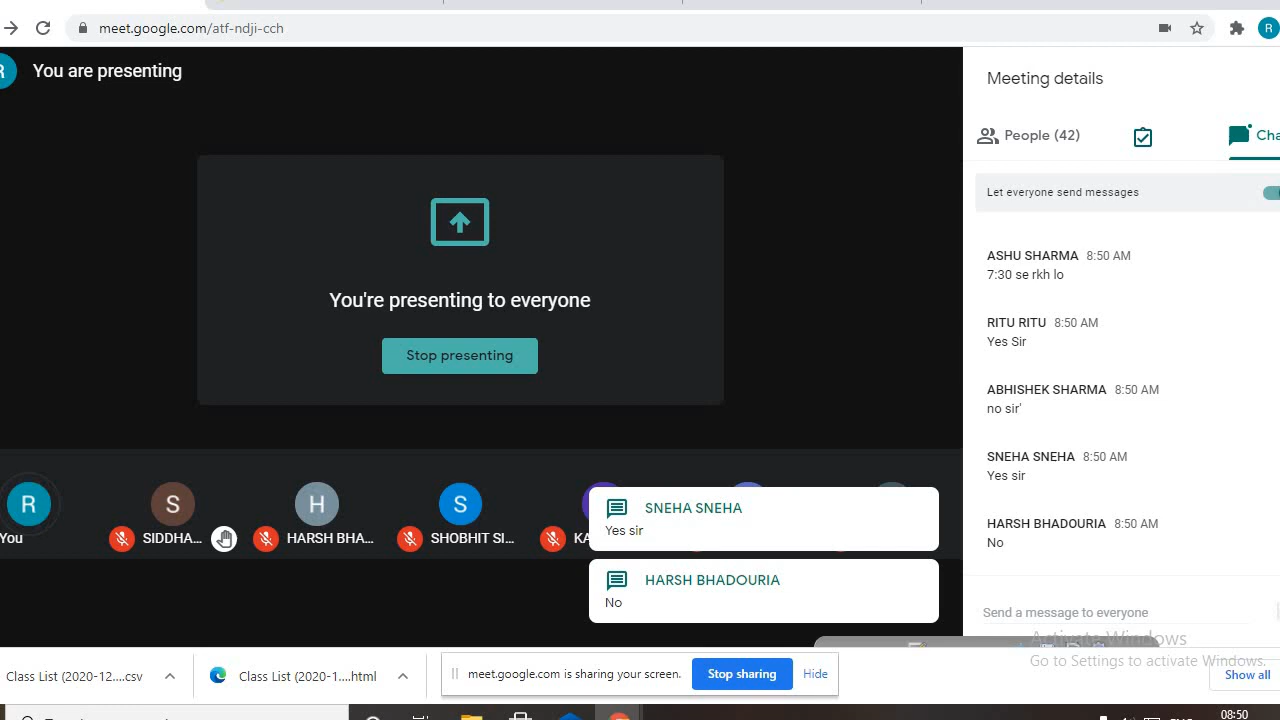 meet.google.com/atf-ndji-cch
R
R
You are presenting
Meeting details
People (42)
Let everyone send messages
You're presenting to everyone
Stop presenting
ASHU SHARMA 8:50 AM
7:30 se rkh lo
RITU RITU 8:50 AM
Yes Sir
ABHISHEK SHARMA 8:50 AM
no sir'
SNEHA SNEHA 8:50 AM
Yes sir
HARSH BHADOURIA 8:50 AM
No
R
S
H
S
You
SIDDHA...
HARSH BHA...
SHOBHIT SI...
SNEHA SNEHA
Yes sir
HARSH BHADOURIA
No
Send a message to everyone
Activate Windows
Go to Settings to activate Windows.
Class List (2020-12....csv
Class List (2020-1....html
meet.google.com is sharing your screen.
Stop sharing
Hide
Show all
08:50